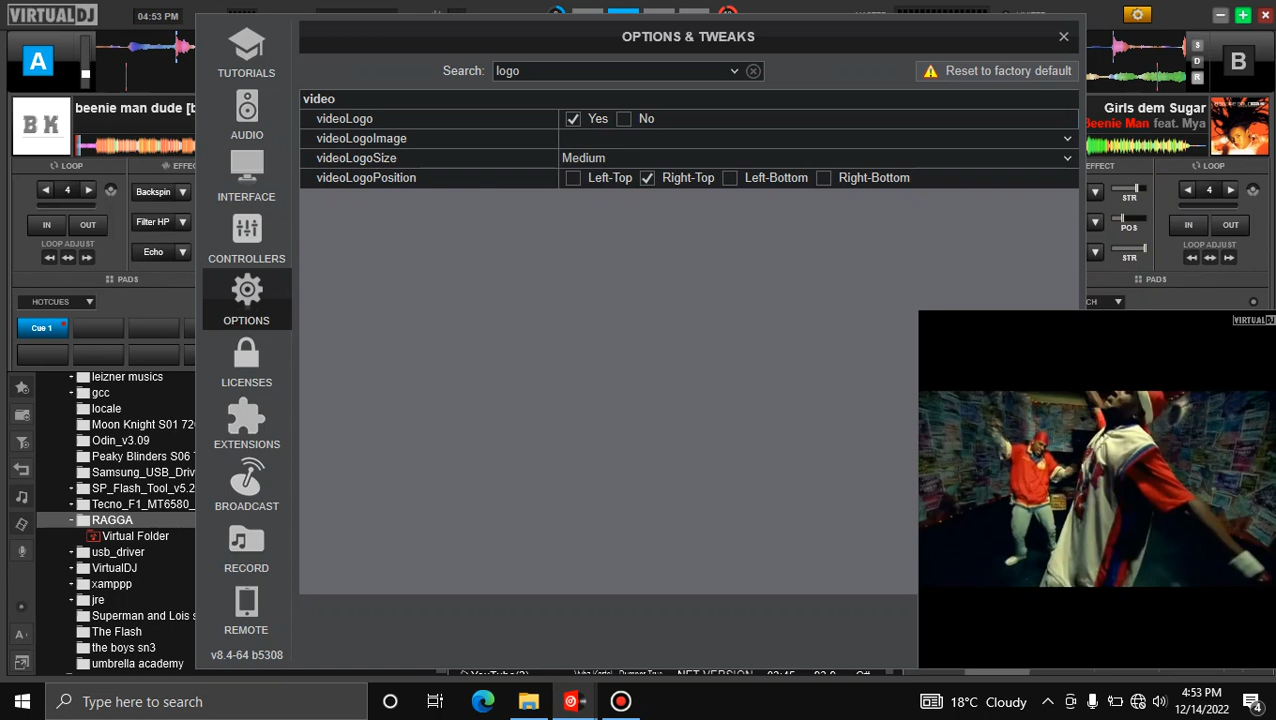 VIRTUALDJ 04:53 PM
OPTIONS & TWEAKS
Search: logo Reset to factory default
video
videoLogo Yes No
videoLogoImage
videoLogoSize Medium
videoLogoPosition Left-Top Right-Top Left-Bottom Right-Bottom
TUTORIALS
AUDIO
INTERFACE
CONTROLLERS
OPTIONS
LICENSES
EXTENSIONS
BROADCAST
RECORD
REMOTE
v8.4-64 b5308
A
BK
beenie man dude [b
LOOP EFFE
4 Backspin
IN OUT Filter HP
LOOP ADJUST Echo
PADS
HOTCUES
Cue 1
leizner musics
gcc
locale
Odin_v3.09
Peaky Blinders S06
Samsung_USB_Driv
SP_Flash_Tool_v5.2
Tecno_F1_MT6580_
RAGGA
Virtual Folder
usb_driver
VirtualDJ
xamppp
jre
Superman and Lois s
The Flash
the boys sn3
umbrella academy
S
D
R
B
Girls dem Sugar
Beenie Man feat. Mya
EFFECT LOOP
STR 4
POS IN OUT
STR LOOP ADJUST
PADS
CH
VIRTUALDJ
Type here to search
18°C Cloudy
4:53 PM
12/14/2022
4